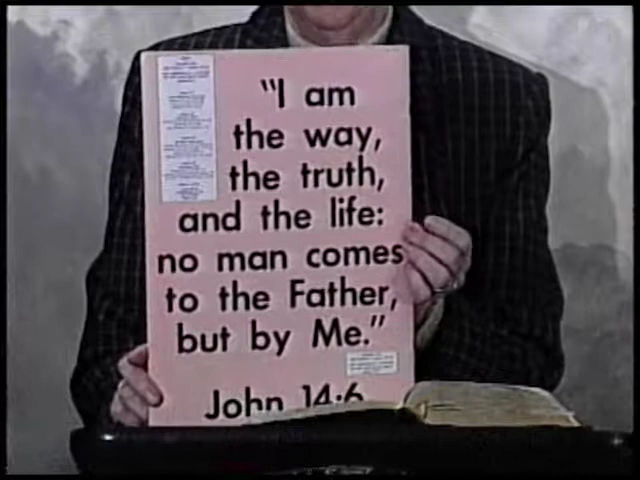 "I am
the way,
the truth,
and the life:
no man comes
to the Father,
but by Me."
John 14:6